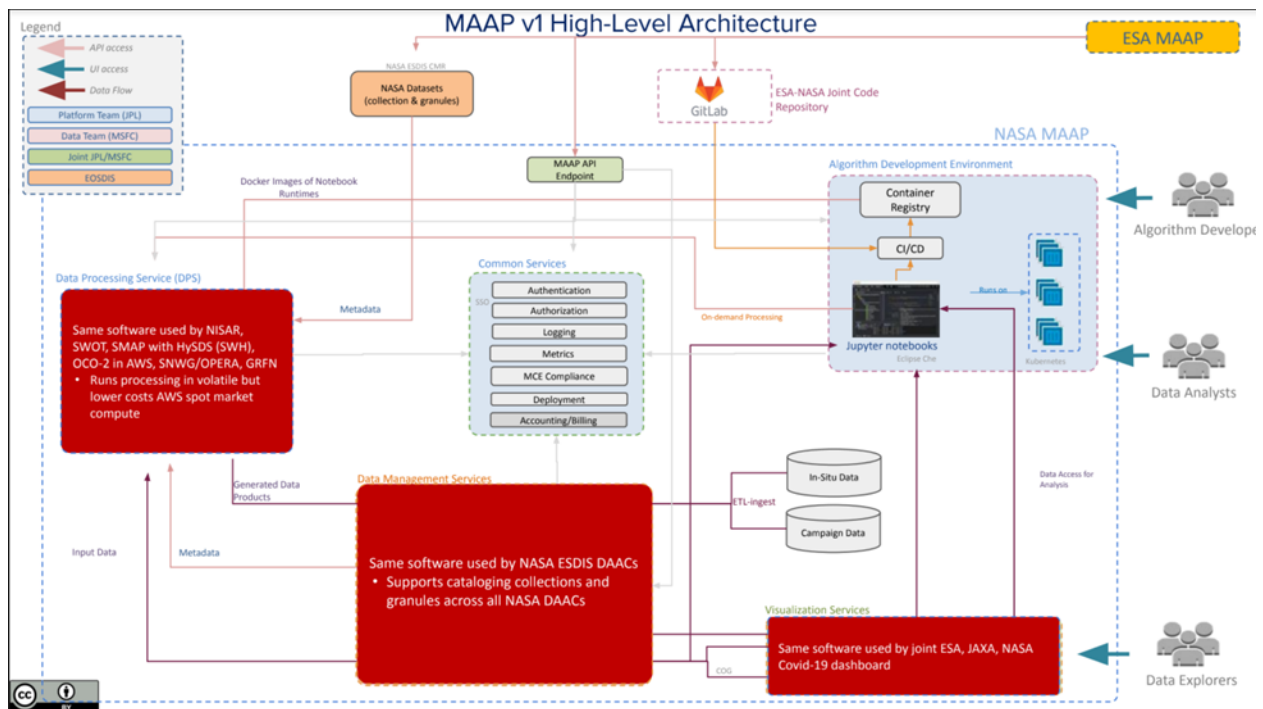 MAAP v1 High-Level Architecture
Legend
API access
UI access
Data Flow
Platform Team (JPL)
Data Team (MSFC)
Joint JPL/MSFC
EOSDIS
ESA MAAP
NASA ESDIS CMR
NASA Datasets
(collection & granules)
GitLab
ESA-NASA Joint Code
Repository
NASA MAAP
MAAP API
Endpoint
Docker Images of Notebook
Runtimes
Algorithm Development Environment
Container
Registry
CI/CD
Runs on
Jupyter notebooks
Eclipse Che
Kubernetes
Algorithm Develope
Data Processing Service (DPS)
Same software used by NISAR,
SWOT, SMAP with HySDS (SWH),
OCO-2 in AWS, SNWG/OPERA, GRFN
• Runs processing in volatile but
lower costs AWS spot market
compute
Metadata
Common Services
SSO
Authentication
Authorization
Logging
Metrics
MCE Compliance
Deployment
Accounting/Billing
On-demand Processing
Data Analysts
Generated Data
Products
Input Data
Metadata
Data Management Services
Same software used by NASA ESDIS DAACs
• Supports cataloging collections and
granules across all NASA DAACs
ETL-ingest
In-Situ Data
Campaign Data
Data Access for
Analysis
Visualization Services
Same software used by joint ESA, JAXA, NASA
Covid-19 dashboard
COG
Data Explorers
cc
BY